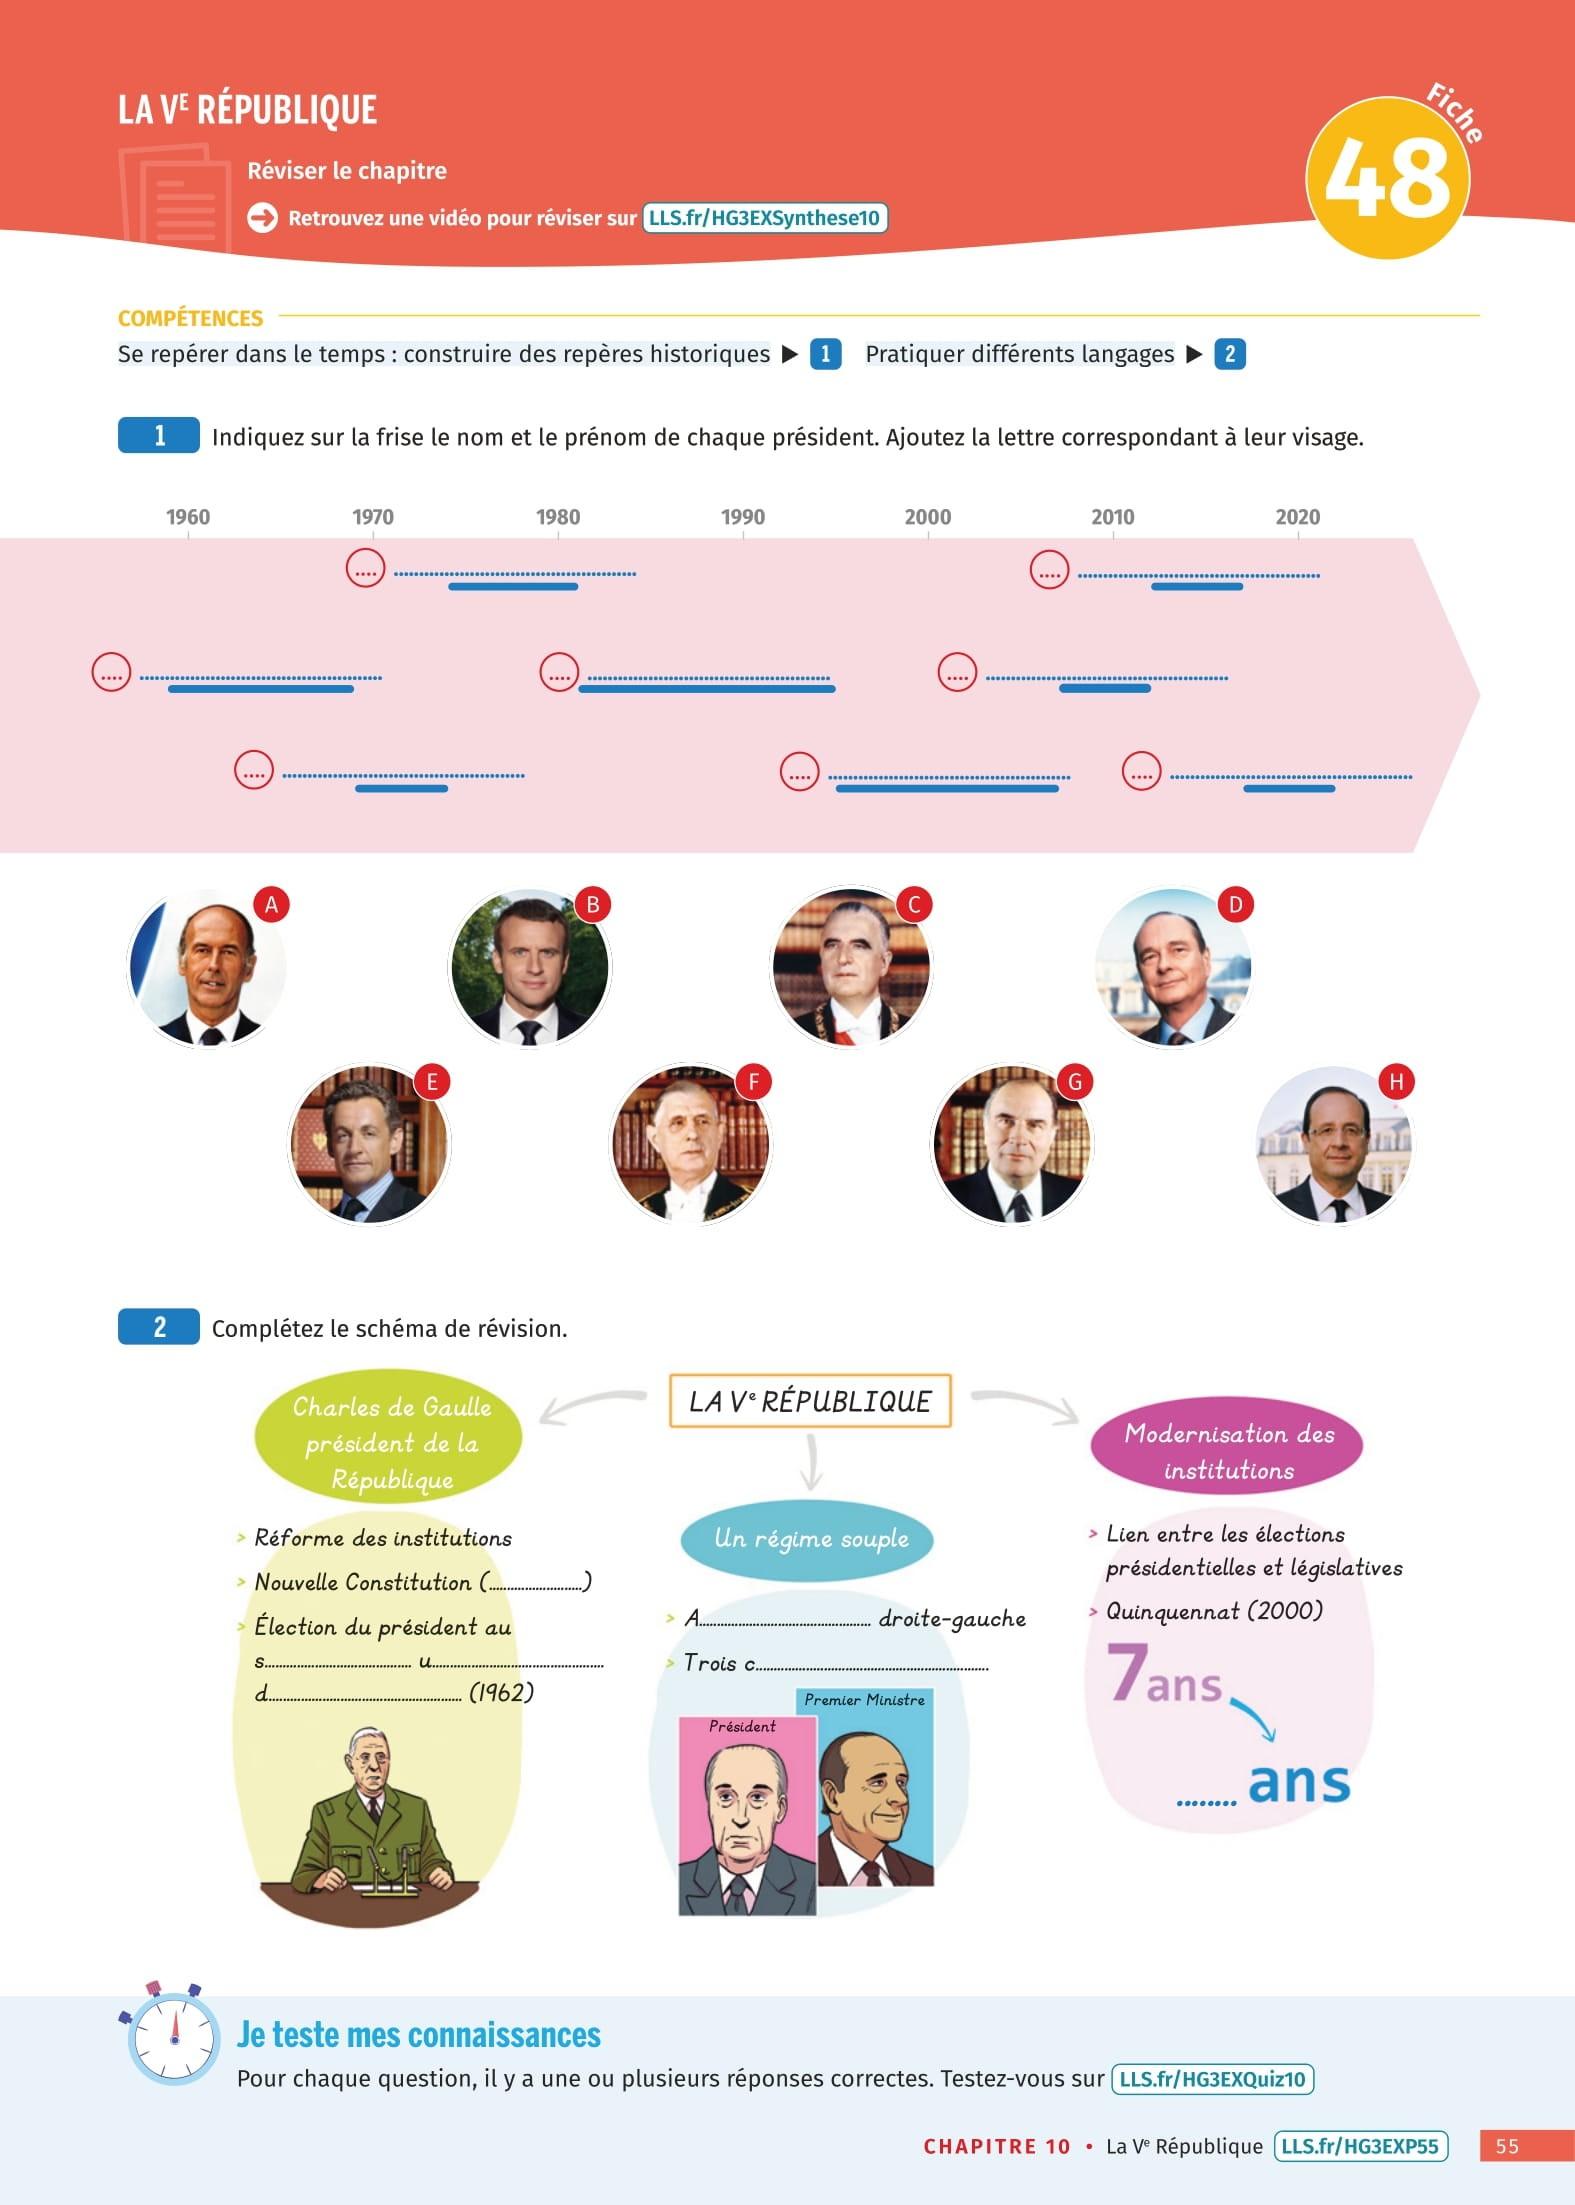 LA Vᴱ RÉPUBLIQUE
Fiche
48
Réviser le chapitre
Retrouvez une vidéo pour réviser sur LLS.fr/HG3EXSynthese10
COMPÉTENCES
Se repérer dans le temps : construire des repères historiques ▶ 1 Pratiquer différents langages ▶ 2
1 Indiquez sur la frise le nom et le prénom de chaque président. Ajoutez la lettre correspondant à leur visage.
1960 1970 1980 1990 2000 2010 2020
.... ........................................ .... ........................................
.... ........................................ .... ........................................ .... ........................................
.... ........................................ .... ........................................ .... ........................................
A B C D
E F G H
2 Complétez le schéma de révision.
LA Vᵉ RÉPUBLIQUE
Charles de Gaulle
président de la
République
> Réforme des institutions
> Nouvelle Constitution (........................)
> Élection du président au
s...................................... u............................................
d.................................................. (1962)
Un régime souple
> A............................................ droite-gauche
> Trois c............................................................
Président
Premier Ministre
Modernisation des
institutions
> Lien entre les élections
présidentielles et législatives
> Quinquennat (2000)
7 ans
........ ans
Je teste mes connaissances
Pour chaque question, il y a une ou plusieurs réponses correctes. Testez-vous sur LLS.fr/HG3EXQuiz10
CHAPITRE 10 • La Vᵉ République LLS.fr/HG3EXP55 55